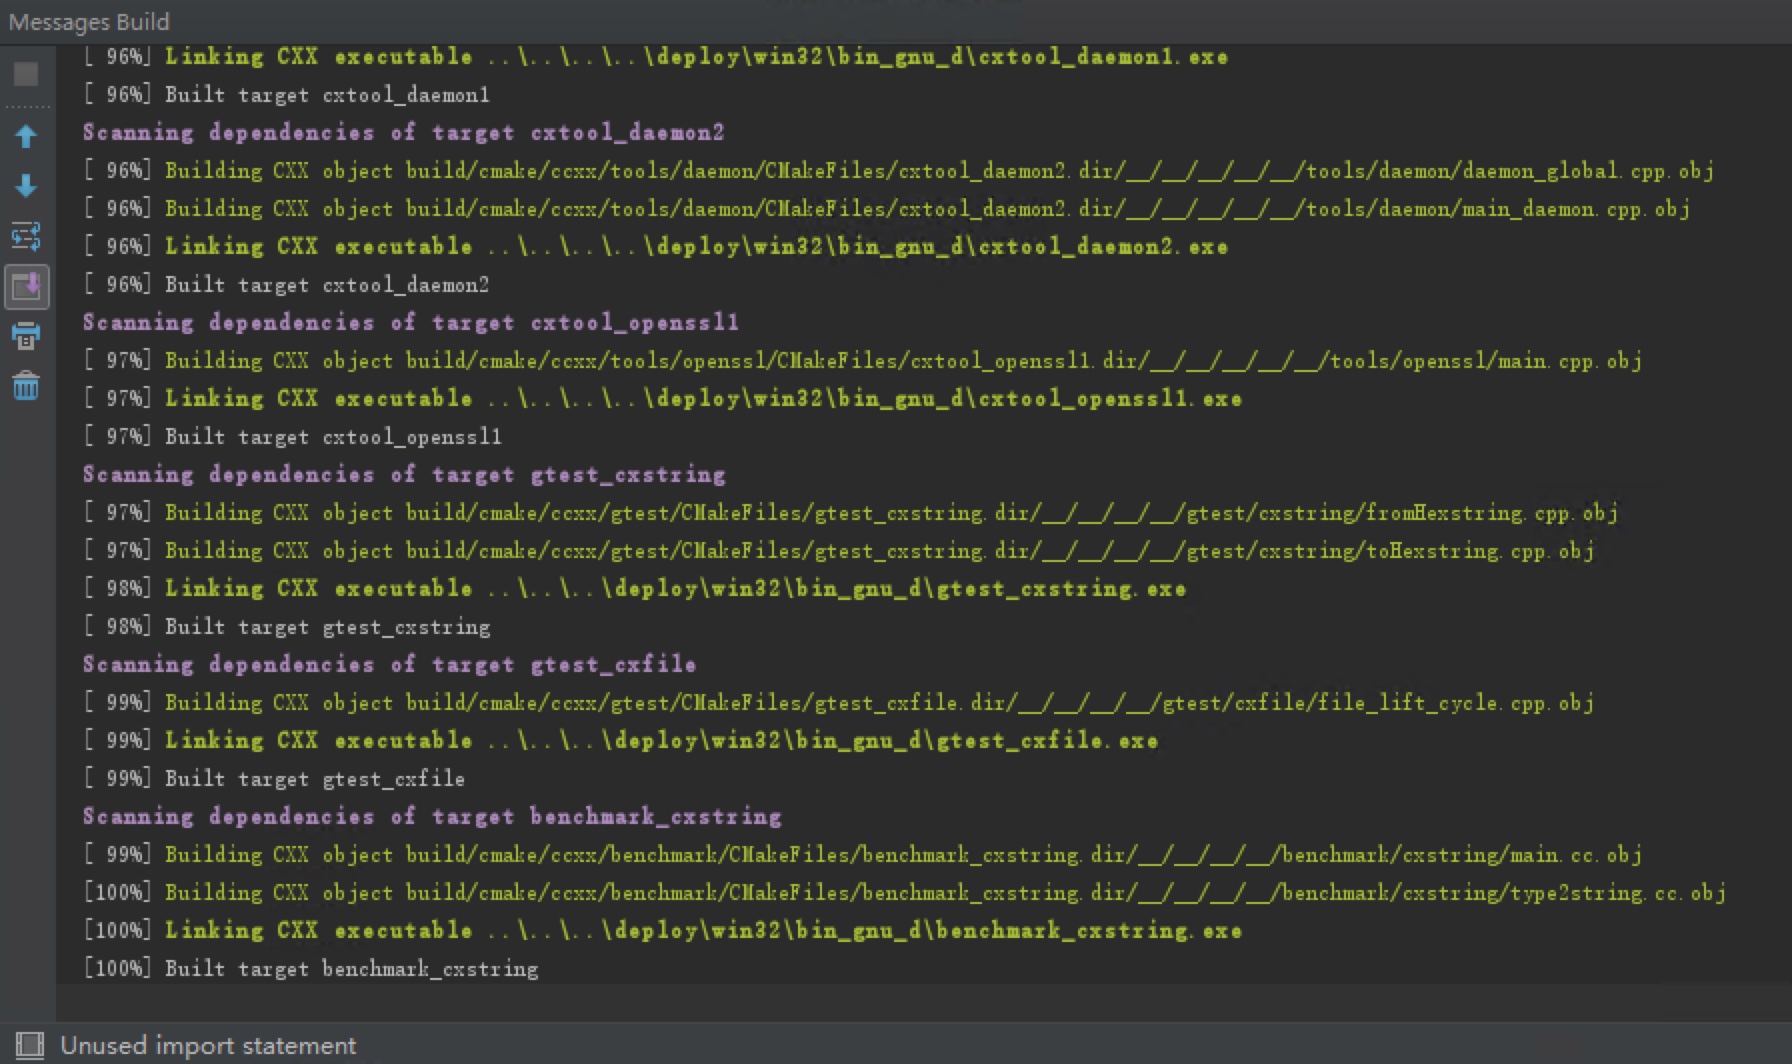 Messages Build
[ 96%] Linking CXX executable ..\..\..\..\deploy\win32\bin_gnu_d\cxtool_daemon1.exe
[ 96%] Built target cxtool_daemon1
Scanning dependencies of target cxtool_daemon2
[ 96%] Building CXX object build/cmake/ccxx/tools/daemon/CMakeFiles/cxtool_daemon2.dir/__/__/__/__/__/tools/daemon/daemon_global.cpp.obj
[ 96%] Building CXX object build/cmake/ccxx/tools/daemon/CMakeFiles/cxtool_daemon2.dir/__/__/__/__/__/tools/daemon/main_daemon.cpp.obj
[ 96%] Linking CXX executable ..\..\..\..\deploy\win32\bin_gnu_d\cxtool_daemon2.exe
[ 96%] Built target cxtool_daemon2
Scanning dependencies of target cxtool_openssl1
[ 97%] Building CXX object build/cmake/ccxx/tools/openssl/CMakeFiles/cxtool_openssl1.dir/__/__/__/__/__/tools/openssl/main.cpp.obj
[ 97%] Linking CXX executable ..\..\..\..\deploy\win32\bin_gnu_d\cxtool_openssl1.exe
[ 97%] Built target cxtool_openssl1
Scanning dependencies of target gtest_cxstring
[ 97%] Building CXX object build/cmake/ccxx/gtest/CMakeFiles/gtest_cxstring.dir/__/__/__/__/gtest/cxstring/fromHexstring.cpp.obj
[ 97%] Building CXX object build/cmake/ccxx/gtest/CMakeFiles/gtest_cxstring.dir/__/__/__/__/gtest/cxstring/toHexstring.cpp.obj
[ 98%] Linking CXX executable ..\..\..\deploy\win32\bin_gnu_d\gtest_cxstring.exe
[ 98%] Built target gtest_cxstring
Scanning dependencies of target gtest_cxfile
[ 99%] Building CXX object build/cmake/ccxx/gtest/CMakeFiles/gtest_cxfile.dir/__/__/__/__/gtest/cxfile/file_lift_cycle.cpp.obj
[ 99%] Linking CXX executable ..\..\..\deploy\win32\bin_gnu_d\gtest_cxfile.exe
[ 99%] Built target gtest_cxfile
Scanning dependencies of target benchmark_cxstring
[ 99%] Building CXX object build/cmake/ccxx/benchmark/CMakeFiles/benchmark_cxstring.dir/__/__/__/__/benchmark/cxstring/main.cc.obj
[100%] Building CXX object build/cmake/ccxx/benchmark/CMakeFiles/benchmark_cxstring.dir/__/__/__/__/benchmark/cxstring/type2string.cc.obj
[100%] Linking CXX executable ..\..\..\deploy\win32\bin_gnu_d\benchmark_cxstring.exe
[100%] Built target benchmark_cxstring
Unused import statement